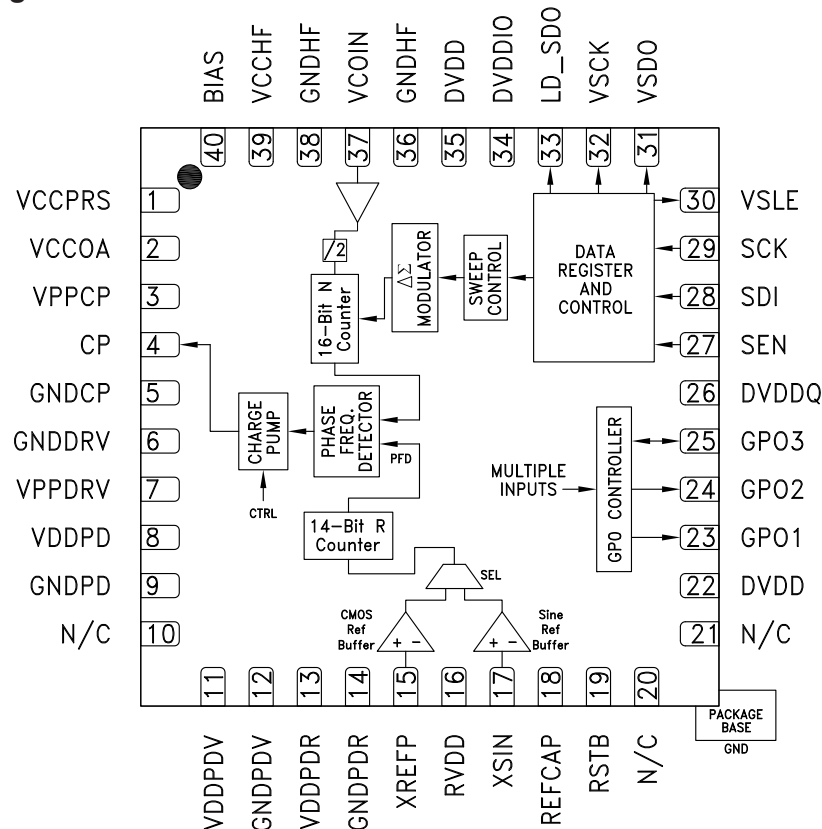 BIAS
VCCHF
GNDHF
VCOIN
GNDHF
DVDD
DVDDIO
LD_SDO
VSCK
VSDO
40
39
38
37
36
35
34
33
32
31
VCCPRS 1
VCCOA 2
VPPCP 3
CP 4
GNDCP 5
GNDDRV 6
VPPDRV 7
VDDPD 8
GNDPD 9
N/C 10
30 VSLE
29 SCK
28 SDI
27 SEN
26 DVDDQ
25 GPO3
24 GPO2
23 GPO1
22 DVDD
21 N/C
/2
16-Bit N
Counter
ΔΣ
MODULATOR
SWEEP
CONTROL
DATA
REGISTER
AND
CONTROL
CHARGE
PUMP
CTRL
PHASE
FREQ.
DETECTOR
PFD
MULTIPLE
INPUTS
GPO CONTROLLER
14-Bit R
Counter
SEL
CMOS
Ref
Buffer
+ -
Sine
Ref
Buffer
+ -
11
12
13
14
15
16
17
18
19
20
VDDPDV
GNDPDV
VDDPDR
GNDPDR
XREFP
RVDD
XSIN
REFCAP
RSTB
N/C
PACKAGE
BASE
GND